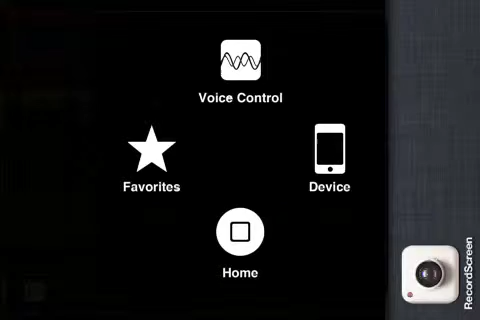 Voice Control
Favorites
Device
Home
RecordScreen